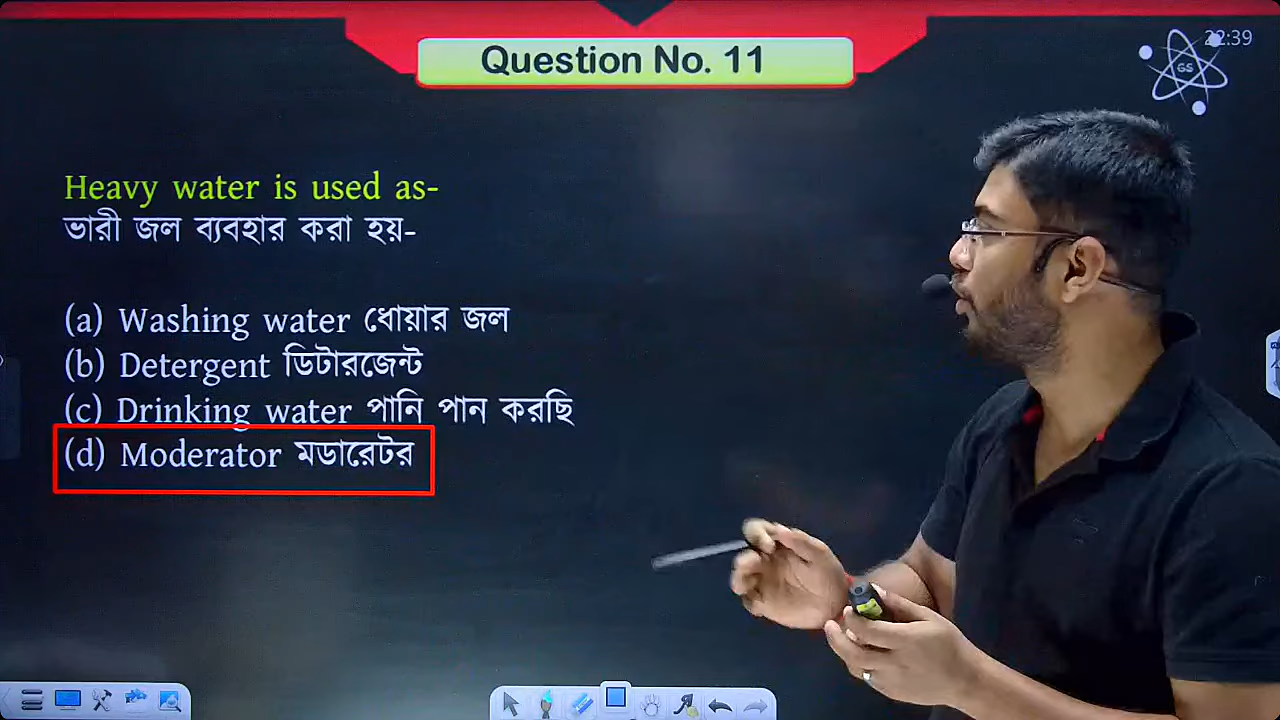 Question No. 11
22:39
GS
Heavy water is used as-
ভারী জল ব্যবহার করা হয়-
(a) Washing water ধোয়ার জল
(b) Detergent ডিটারজেন্ট
(c) Drinking water পানি পান করছি
(d) Moderator মডারেটর